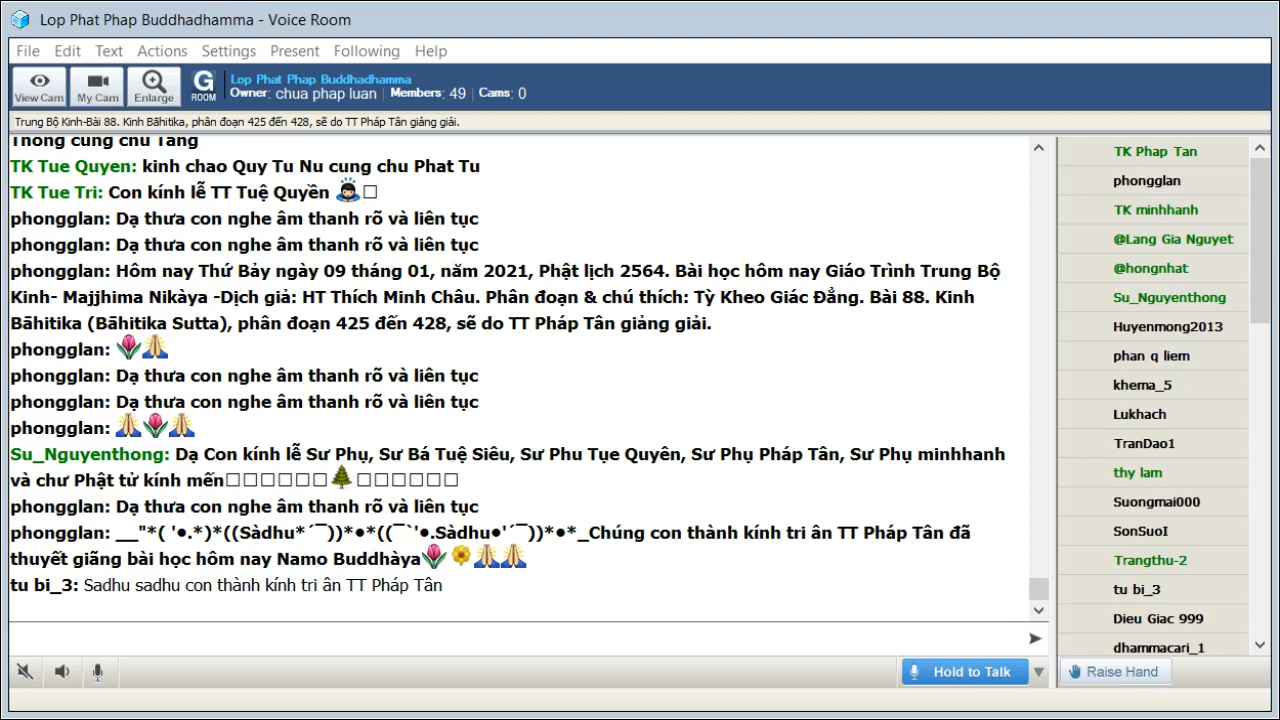 Lop Phat Phap Buddhadhamma - Voice Room
File Edit Text Actions Settings Present Following Help
View Cam My Cam Enlarge G ROOM Lop Phat Phap Buddhadhamma
Owner: chua phap luan | Members: 49 | Cams: 0
Trung Bộ Kinh-Bài 88. Kinh Bāhitika, phân đoạn 425 đến 428, sẽ do TT Pháp Tân giảng giải.
Thong cung chu Tang
TK Tue Quyen: kinh chao Quy Tu Nu cung chu Phat Tu
TK Tue Tri: Con kính lễ TT Tuệ Quyền 🙇□
phongglan: Dạ thưa con nghe âm thanh rõ và liên tục
phongglan: Dạ thưa con nghe âm thanh rõ và liên tục
phongglan: Hôm nay Thứ Bảy ngày 09 tháng 01, năm 2021, Phật lịch 2564. Bài học hôm nay Giáo Trình Trung Bộ
Kinh- Majjhima Nikàya -Dịch giả: HT Thích Minh Châu. Phân đoạn & chú thích: Tỳ Kheo Giác Đẳng. Bài 88. Kinh
Bāhitika (Bāhitika Sutta), phân đoạn 425 đến 428, sẽ do TT Pháp Tân giảng giải.
phongglan: 🌷🙏
phongglan: Dạ thưa con nghe âm thanh rõ và liên tục
phongglan: Dạ thưa con nghe âm thanh rõ và liên tục
phongglan: 🙏🌷🙏
Su_Nguyenthong: Dạ Con kính lễ Sư Phụ, Sư Bá Tuệ Siêu, Sư Phu Tụe Quyên, Sư Phụ Pháp Tân, Sư Phụ minhhanh
và chư Phật tử kính mến□□□□□□🌲□□□□□□
phongglan: Dạ thưa con nghe âm thanh rõ và liên tục
phongglan: __"*( '•.*)*((Sàdhu*´¯))*•*((¯`'•.Sàdhu•'´¯))*•*_Chúng con thành kính tri ân TT Pháp Tân đã
thuyết giãng bài học hôm nay Namo Buddhàya🌷🌼🙏🙏
tu bi_3: Sadhu sadhu con thành kính tri ân TT Pháp Tân
Hold to Talk
TK Phap Tan
phongglan
TK minhhanh
@Lang Gia Nguyet
@hongnhat
Su_Nguyenthong
Huyenmong2013
phan q liem
khema_5
Lukhach
TranDao1
thy lam
Suongmai000
SonSuoI
Trangthu-2
tu bi_3
Dieu Giac 999
dhammacari_1
Raise Hand